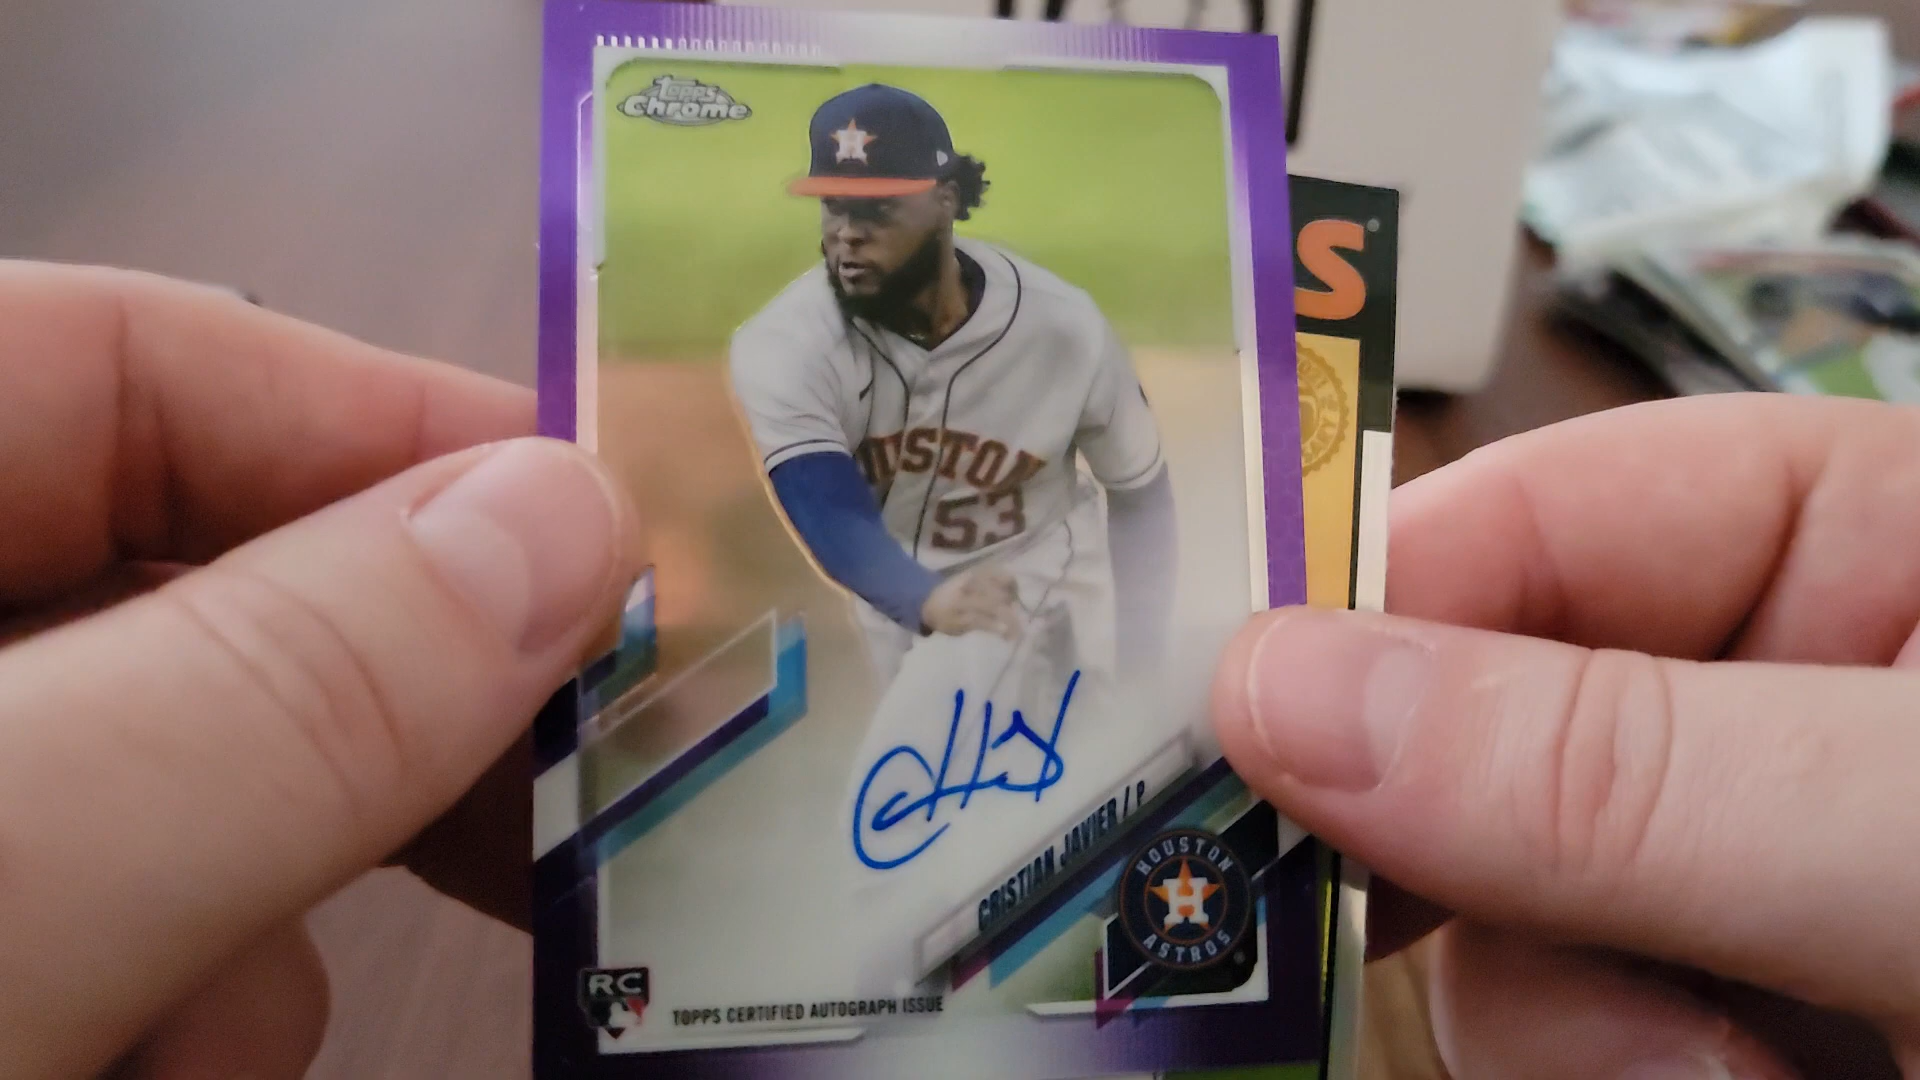 Topps
Chrome
S
HOUSTON
53
CRISTIAN JAVIER / P
HOUSTON
H
ASTROS
RC
TOPPS CERTIFIED AUTOGRAPH ISSUE